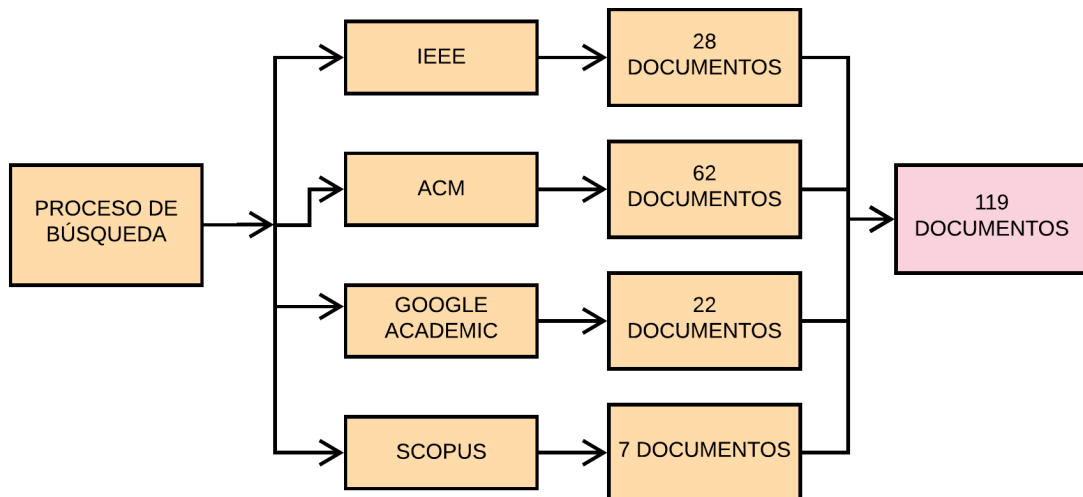 PROCESO DE
BÚSQUEDA
IEEE
28
DOCUMENTOS
ACM
62
DOCUMENTOS
GOOGLE
ACADEMIC
22
DOCUMENTOS
SCOPUS
7 DOCUMENTOS
119
DOCUMENTOS